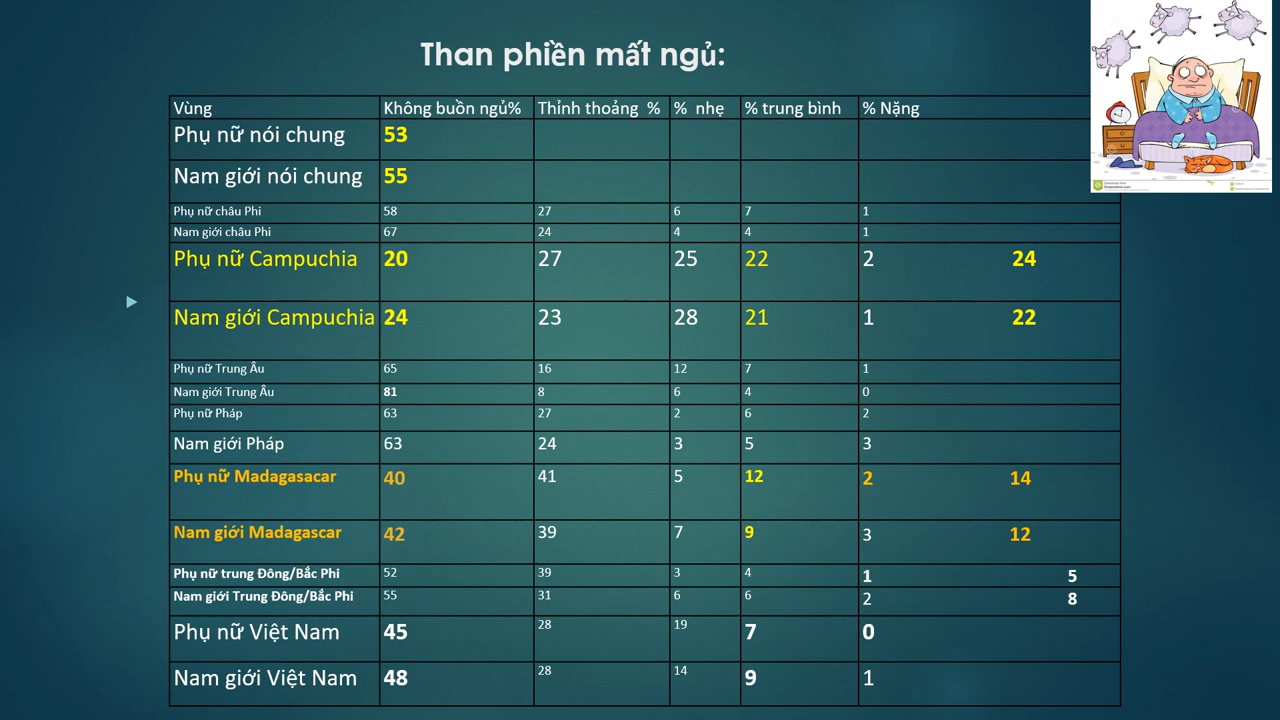 Than phiền mất ngủ:
Vùng Không buồn ngủ% Thỉnh thoảng % % nhẹ % trung bình % Nặng
Phụ nữ nói chung 53
Nam giới nói chung 55
Phụ nữ châu Phi 58 27 6 7 1
Nam giới châu Phi 67 24 4 4 1
Phụ nữ Campuchia 20 27 25 22 2 24
Nam giới Campuchia 24 23 28 21 1 22
Phụ nữ Trung Âu 65 16 12 7 1
Nam giới Trung Âu 81 8 6 4 0
Phụ nữ Pháp 63 27 2 6 2
Nam giới Pháp 63 24 3 5 3
Phụ nữ Madagasacar 40 41 5 12 2 14
Nam giới Madagascar 42 39 7 9 3 12
Phụ nữ trung Đông/Bắc Phi 52 39 3 4 1 5
Nam giới Trung Đông/Bắc Phi 55 31 6 6 2 8
Phụ nữ Việt Nam 45 28 19 7 0
Nam giới Việt Nam 48 28 14 9 1